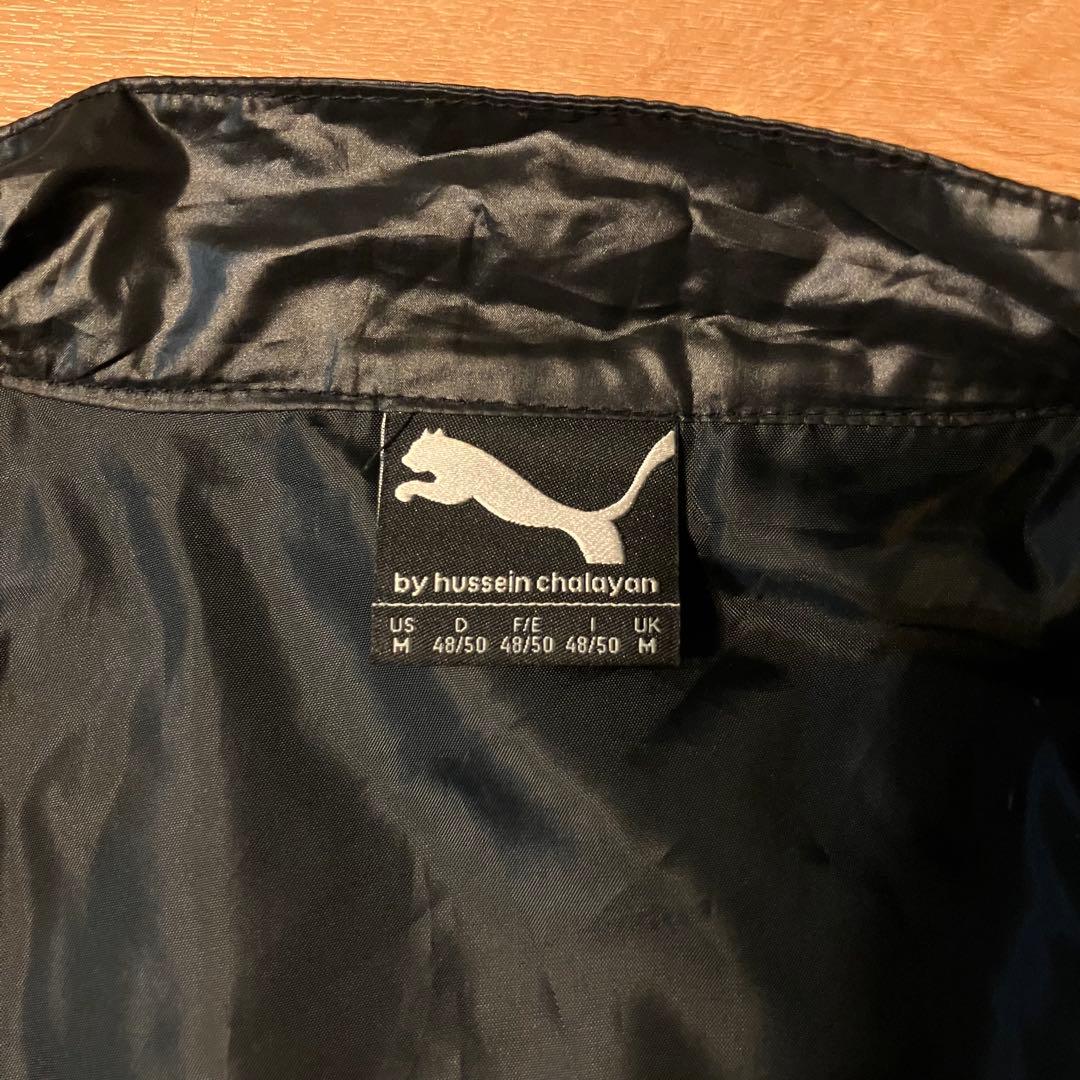 by hussein chalayan
US D F/E I UK
M 48/50 48/50 48/50 M